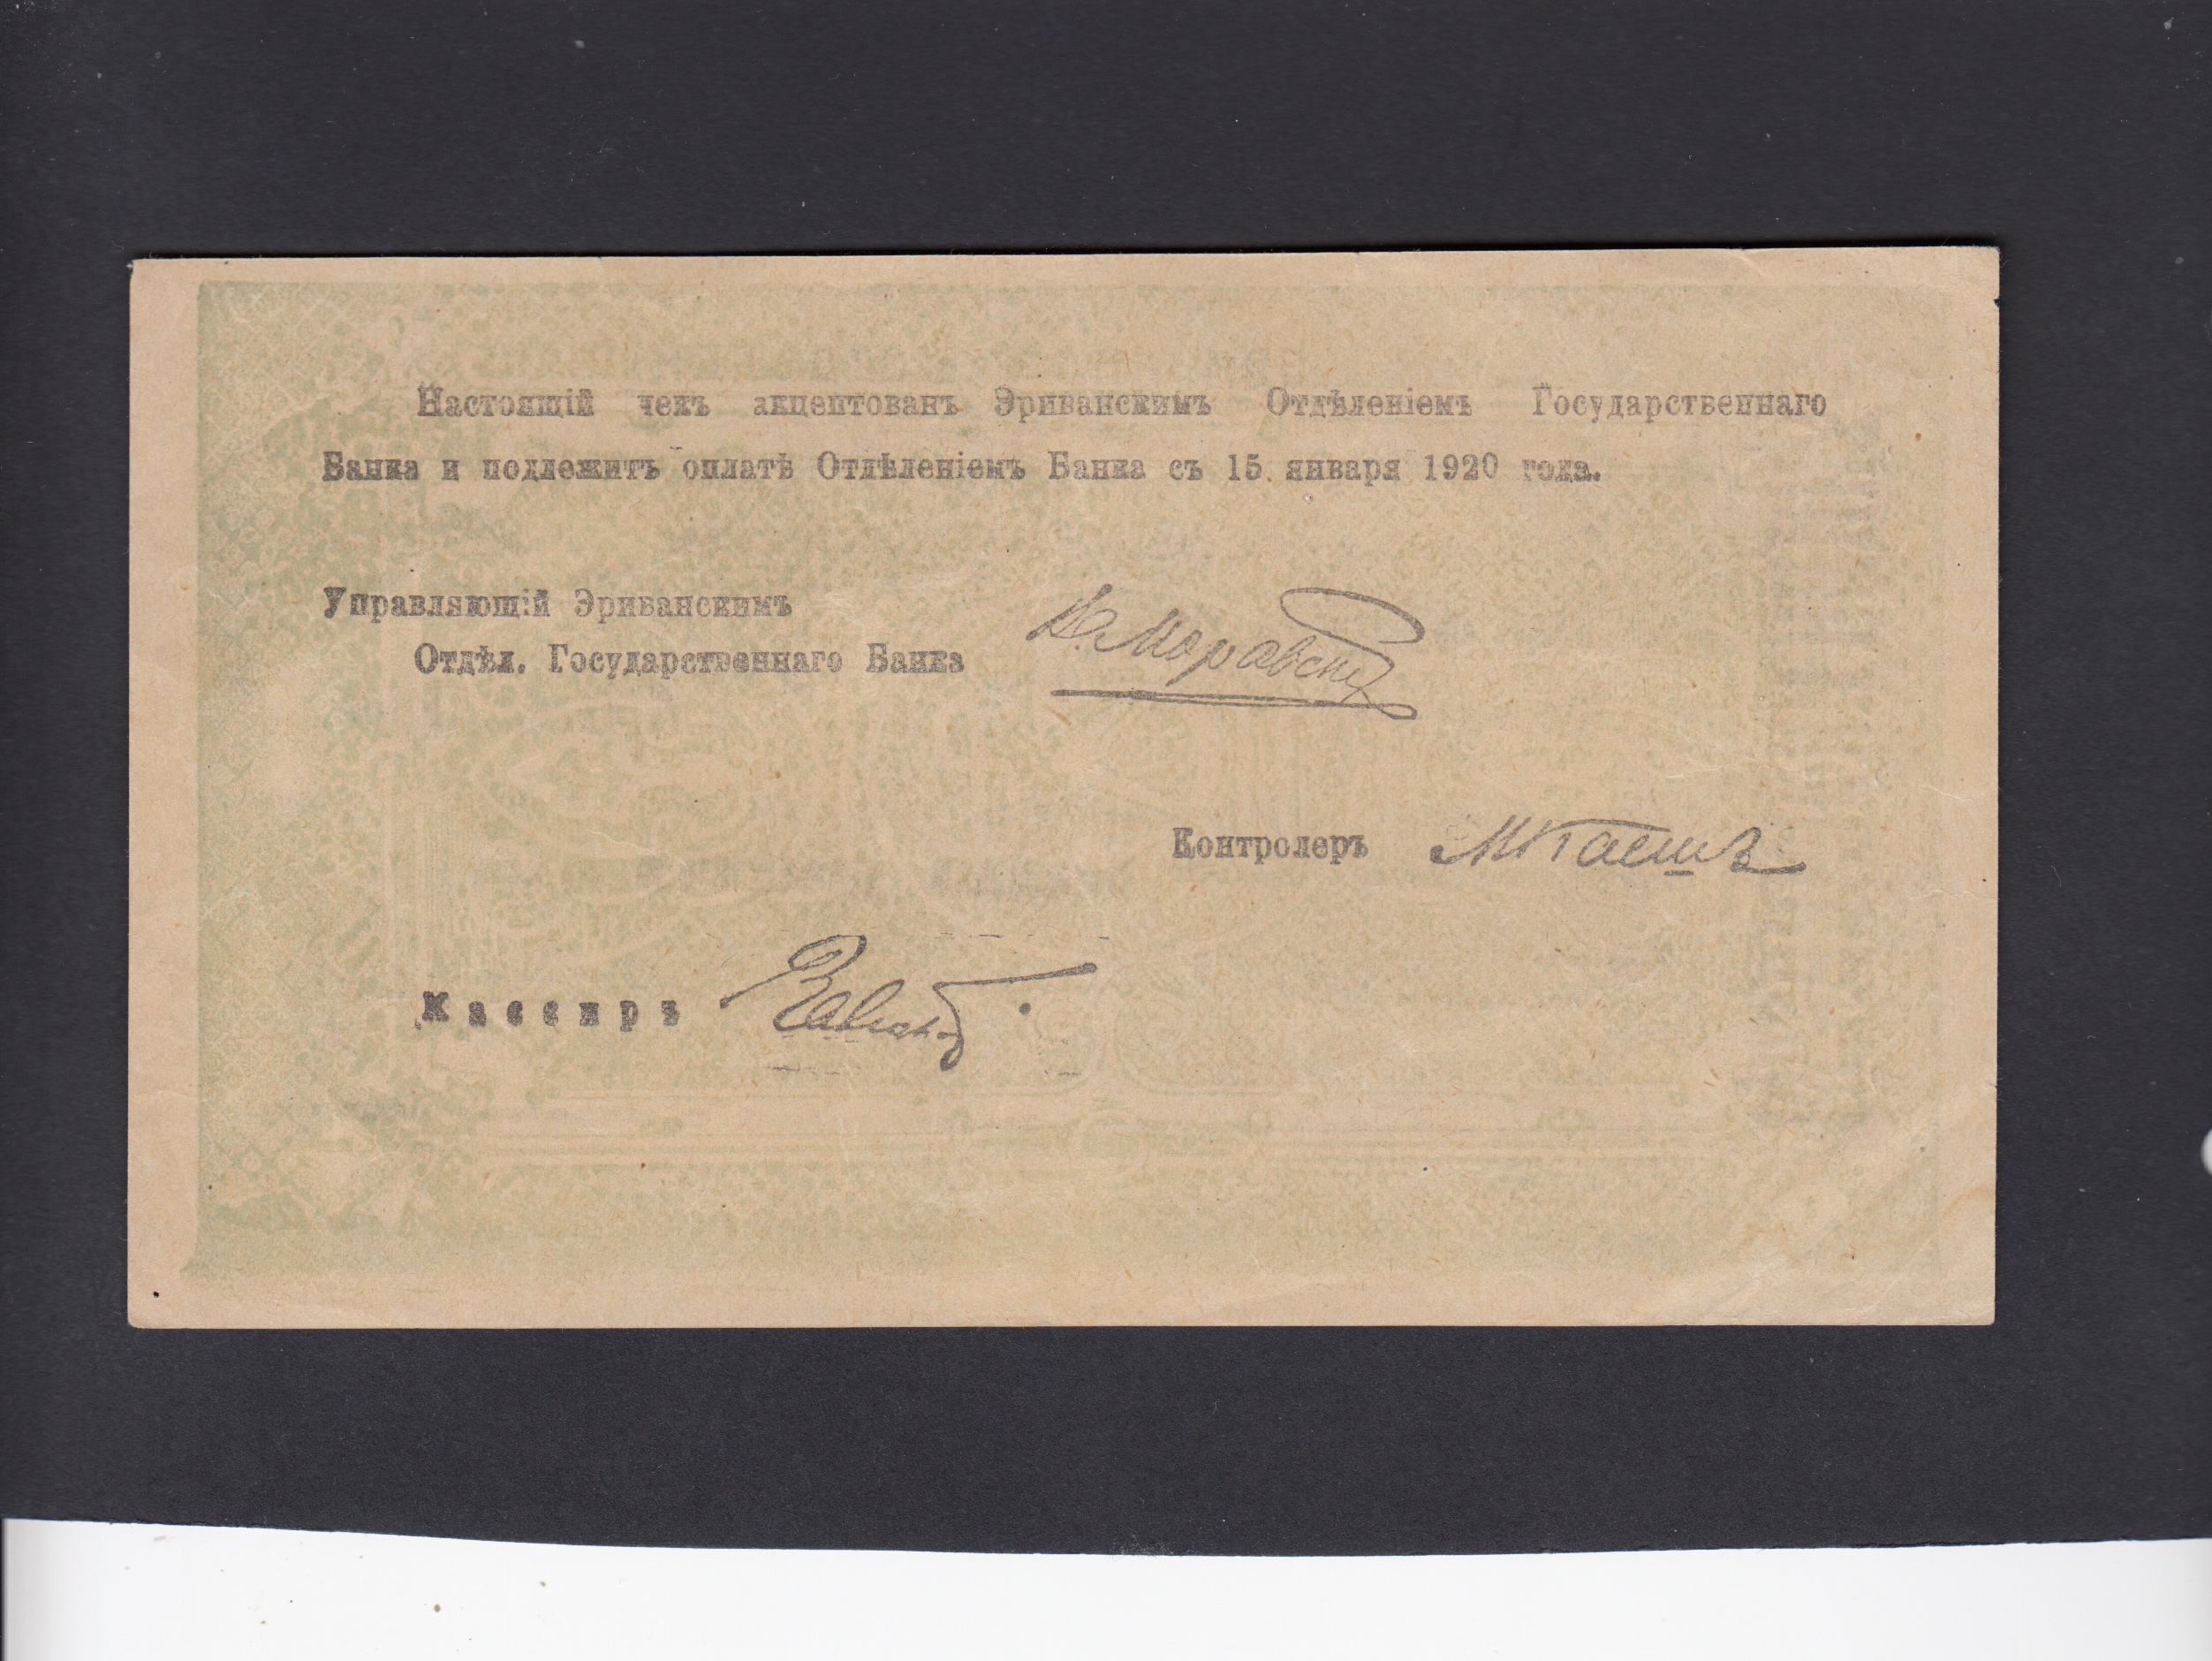 Настоящій чекъ акцептованъ Эриванскимъ Отдѣленіемъ Государственнаго
Банка и подлежитъ оплатѣ Отдѣленіемъ Банка съ 15 января 1920 года.
Управляющій Эриванскимъ
Отдѣл. Государственнаго Банка
Контролеръ
Кассиръ